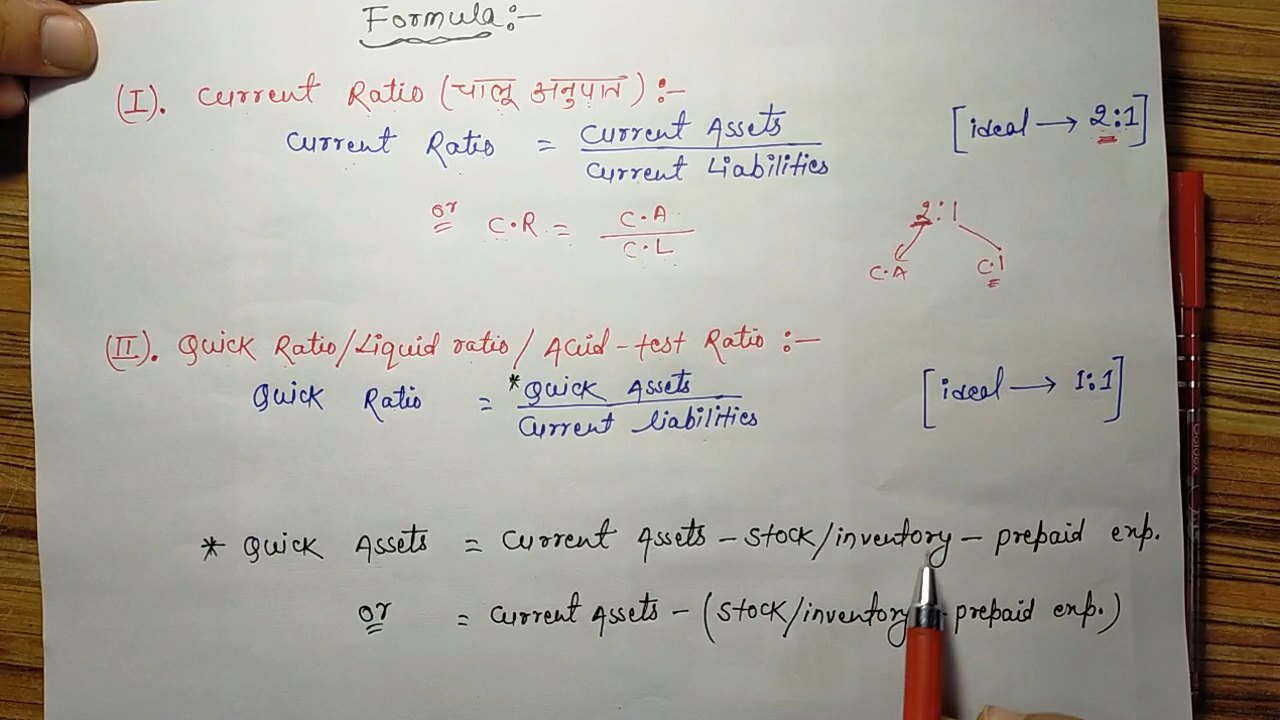 Formula:-
(I). Current Ratio (चालू अनुपात) :-
Current Ratio = Current Assets / Current Liabilities [ideal → 2:1]
or C.R = C.A / C.L
2:1
C.A C.L
(II). Quick Ratio/Liquid ratio/Acid-test Ratio :-
Quick Ratio = *Quick Assets / Current liabilities [ideal → 1:1]
* Quick Assets = Current Assets - Stock/inventory - prepaid exp.
or = Current Assets - (Stock/inventory - prepaid exp.)